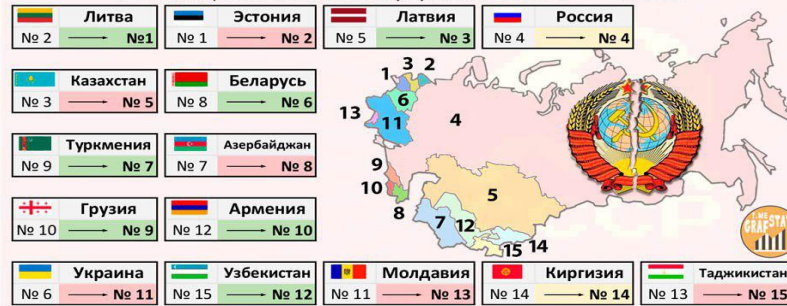 Литва
№ 2 → №1
Эстония
№ 1 → № 2
Латвия
№ 5 → № 3
Россия
№ 4 → № 4
Казахстан
№ 3 → № 5
Беларусь
№ 8 → № 6
Туркмения
№ 9 → № 7
Азербайджан
№ 7 → № 8
Грузия
№ 10 → № 9
Армения
№ 12 → № 10
Украина
№ 6 → № 11
Узбекистан
№ 15 → № 12
Молдавия
№ 11 → № 13
Киргизия
№ 14 → № 14
Таджикистан
№ 13 → № 15
1
3
2
6
13
11
4
9
10
8
5
7
12
15
14
T.ME
GRAFSTAT